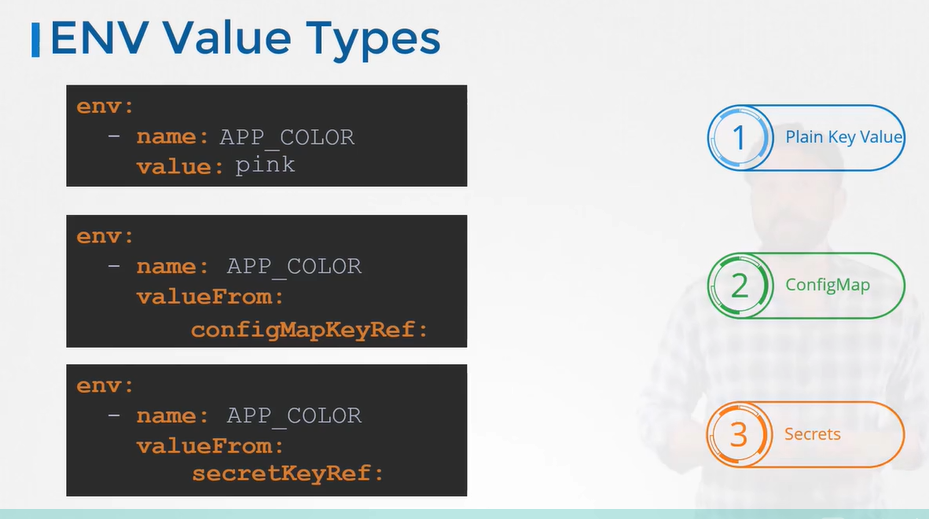 ENV Value Types
env:
- name: APP_COLOR
value: pink
1 Plain Key Value
env:
- name: APP_COLOR
valueFrom:
configMapKeyRef:
2 ConfigMap
env:
- name: APP_COLOR
valueFrom:
secretKeyRef:
3 Secrets